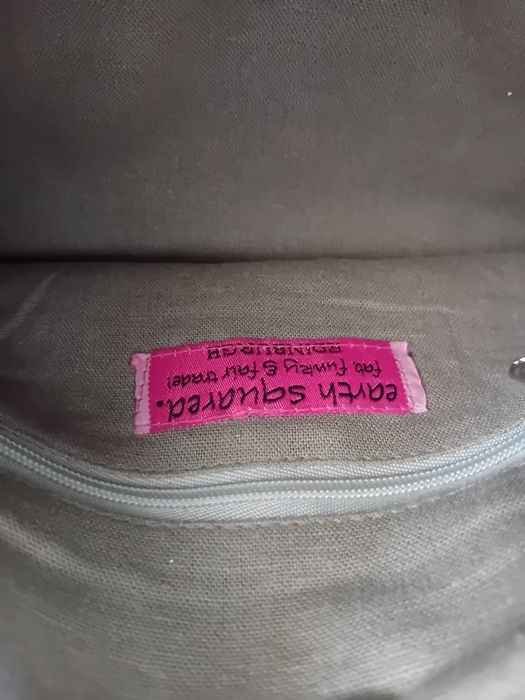 earth squared.
fab, funky & fair trade!
EDINBURGH